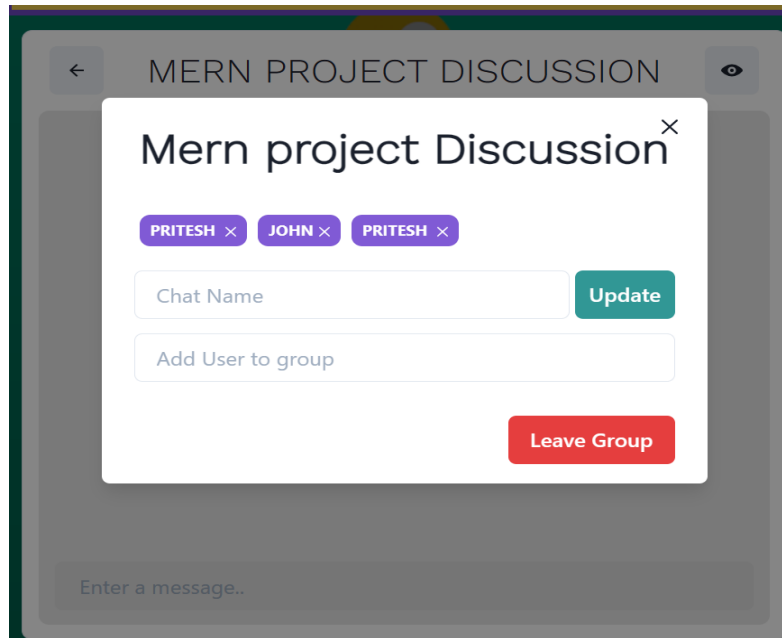 MERN PROJECT DISCUSSION
Mern project Discussion
PRITESH JOHN PRITESH
Chat Name Update
Add User to group
Leave Group
Enter a message..